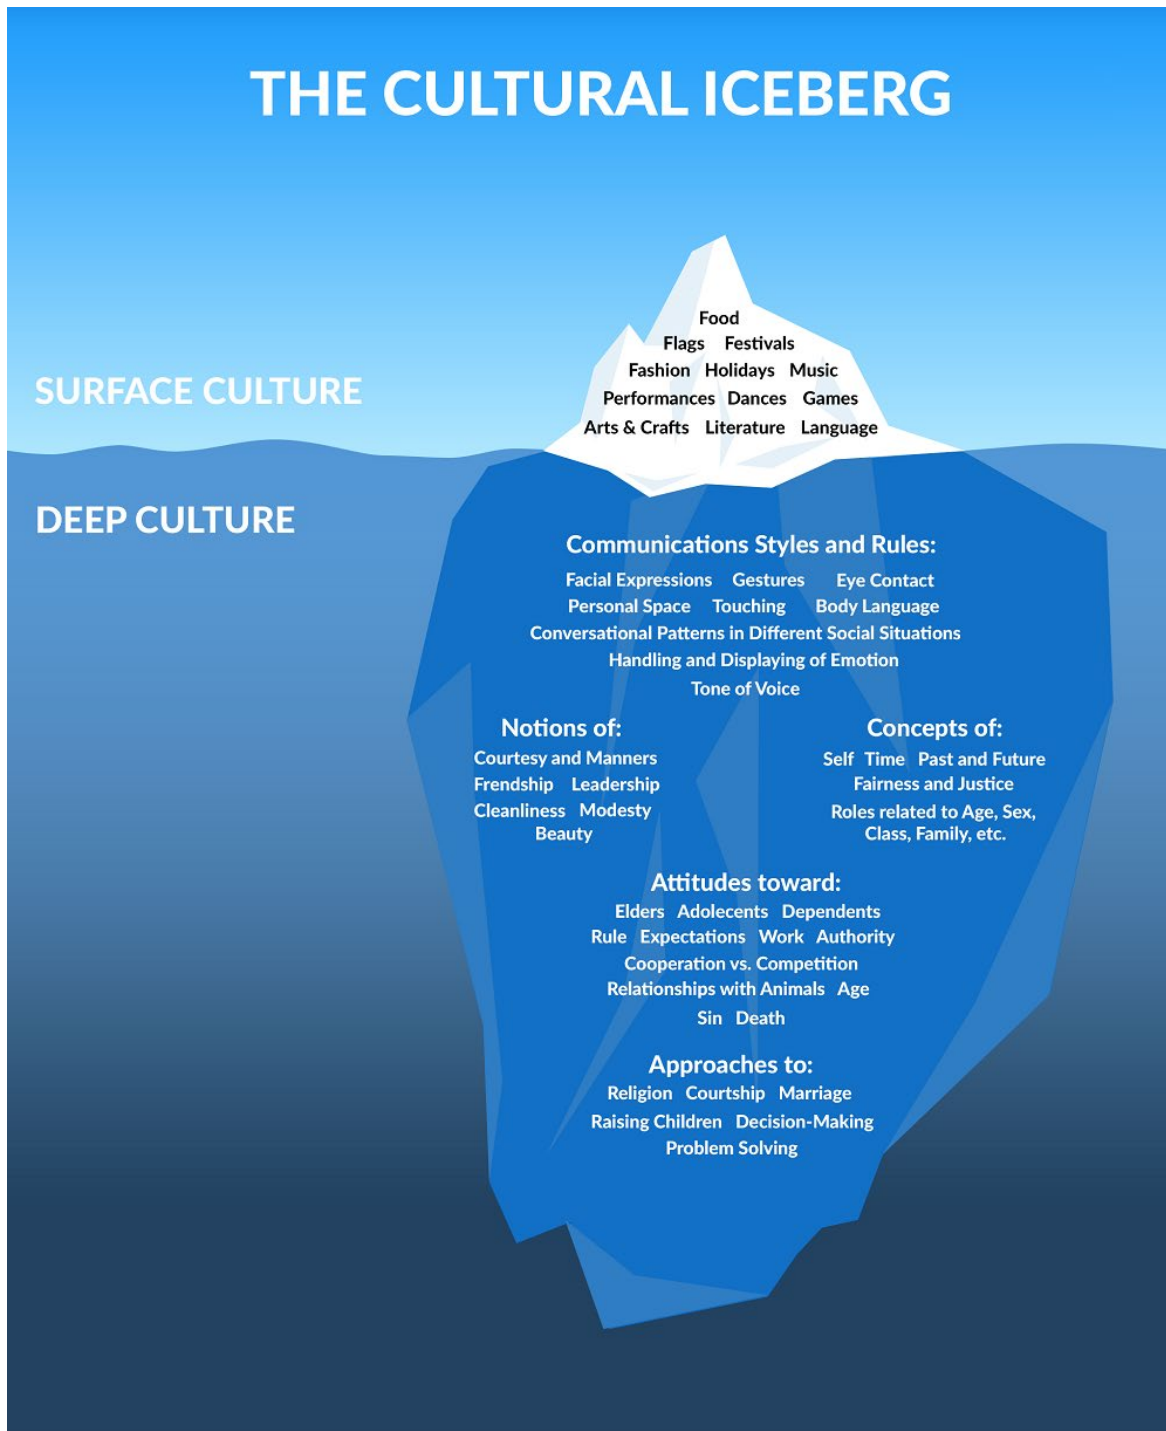 THE CULTURAL ICEBERG
Food
Flags Festivals
Fashion Holidays Music
SURFACE CULTURE
Performances Dances Games
Arts & Crafts Literature Language
DEEP CULTURE
Communications Styles and Rules:
Facial Expressions Gestures Eye Contact
Personal Space Touching Body Language
Conversational Patterns in Different Social Situations
Handling and Displaying of Emotion
Tone of Voice
Notions of:
Courtesy and Manners
Frendship Leadership
Cleanliness Modesty
Beauty
Concepts of:
Self Time Past and Future
Fairness and Justice
Roles related to Age, Sex,
Class, Family, etc.
Attitudes toward:
Elders Adolecents Dependents
Rule Expectations Work Authority
Cooperation vs. Competition
Relationships with Animals Age
Sin Death
Approaches to:
Religion Courtship Marriage
Raising Children Decision-Making
Problem Solving